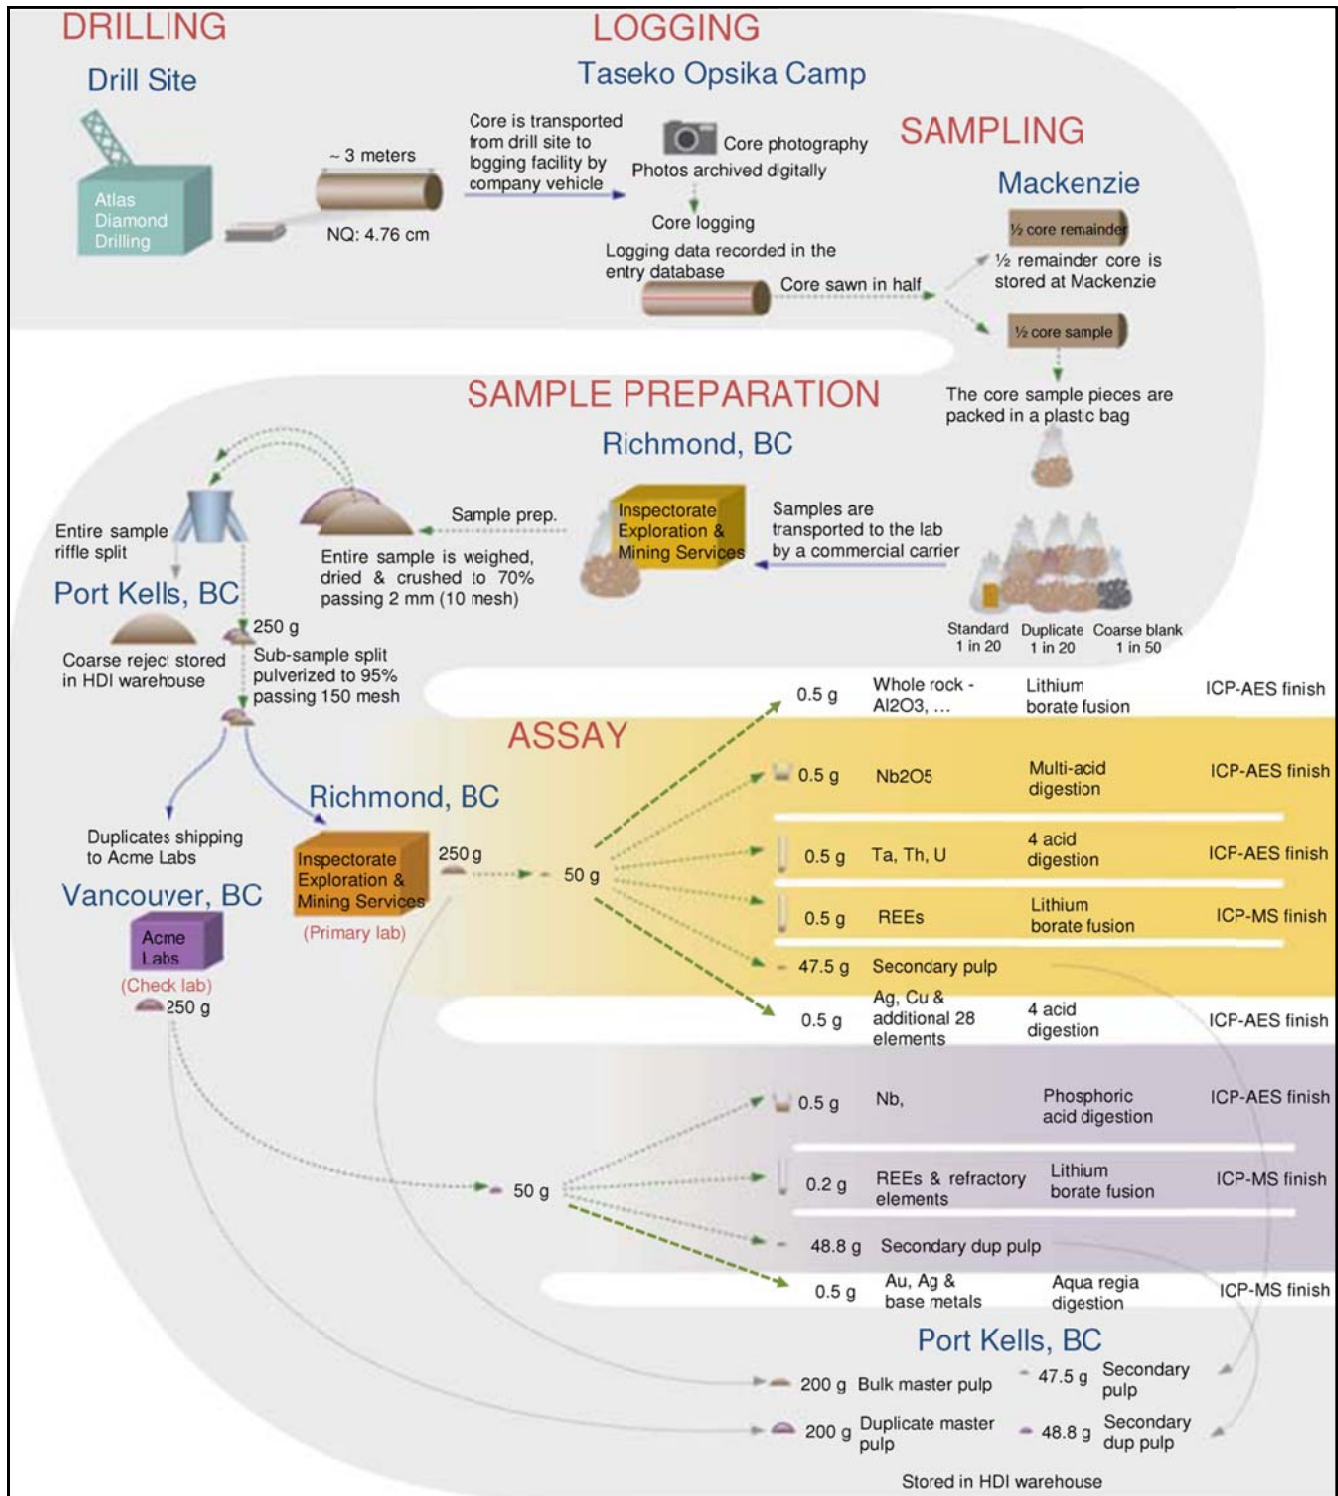 DRILLING
Drill Site
Atlas
Diamond
Drilling
~ 3 meters
NQ: 4.76 cm
Core is transported
from drill site to
logging facility by
company vehicle
LOGGING
Taseko Opsika Camp
Core photography
Photos archived digitally
Core logging
Logging data recorded in the
entry database
Core sawn in half
SAMPLING
Mackenzie
½ core remainder
½ remainder core is
stored at Mackenzie
½ core sample
The core sample pieces are
packed in a plastic bag
Standard
1 in 20
Duplicate
1 in 20
Coarse blank
1 in 50
Samples are
transported to the lab
by a commercial carrier
SAMPLE PREPARATION
Richmond, BC
Inspectorate
Exploration &
Mining Services
Sample prep.
Entire sample is weighed,
dried & crushed to 70%
passing 2 mm (10 mesh)
Entire sample
riffle split
Port Kells, BC
Coarse reject stored
in HDI warehouse
250 g
Sub-sample split
pulverized to 95%
passing 150 mesh
Duplicates shipping
to Acme Labs
Vancouver, BC
Acme
Labs
(Check lab)
250 g
ASSAY
Richmond, BC
Inspectorate
Exploration &
Mining Services
(Primary lab)
250 g
50 g
0.5 g Whole rock - Lithium ICP-AES finish
Al2O3, ... borate fusion
0.5 g Nb2O5 Multi-acid ICP-AES finish
digestion
0.5 g Ta, Th, U 4 acid ICP-AES finish
digestion
0.5 g REEs Lithium ICP-MS finish
borate fusion
47.5 g Secondary pulp
0.5 g Ag, Cu & 4 acid ICP-AES finish
additional 28 digestion
elements
50 g
0.5 g Nb, Phosphoric ICP-AES finish
acid digestion
0.2 g REEs & refractory Lithium ICP-MS finish
elements borate fusion
48.8 g Secondary dup pulp
0.5 g Au, Ag & Aqua regia ICP-MS finish
base metals digestion
Port Kells, BC
200 g Bulk master pulp
47.5 g Secondary
pulp
200 g Duplicate master
pulp
48.8 g Secondary
dup pulp
Stored in HDI warehouse